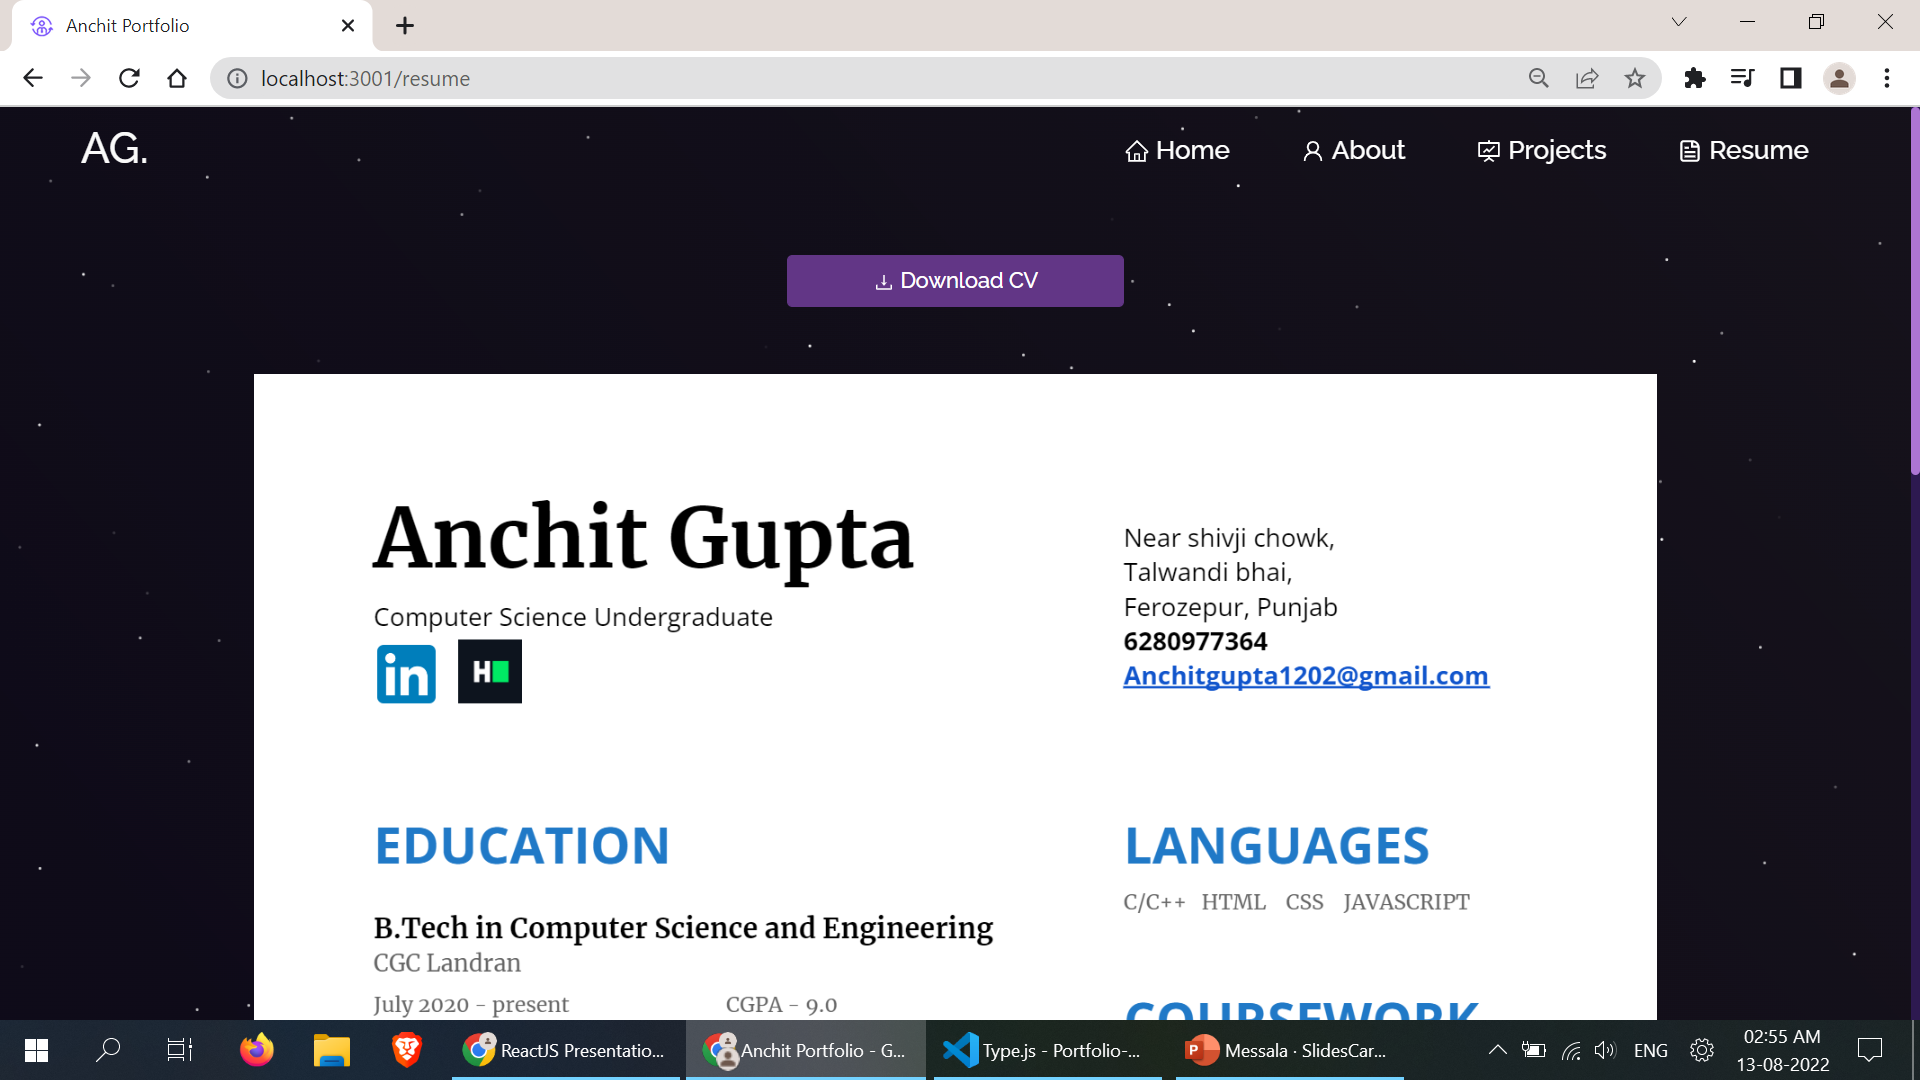 Anchit Portfolio
localhost:3001/resume
AG.
Home About Projects Resume
Download CV
Anchit Gupta
Computer Science Undergraduate
in H
Near shivji chowk,
Talwandi bhai,
Ferozepur, Punjab
6280977364
Anchitgupta1202@gmail.com
EDUCATION
B.Tech in Computer Science and Engineering
CGC Landran
July 2020 - present CGPA - 9.0
LANGUAGES
C/C++ HTML CSS JAVASCRIPT
COURSEWORK
ReactJS Presentatio... Anchit Portfolio - G... Type.js - Portfolio-... Messala · SlidesCar... ENG 02:55 AM
13-08-2022